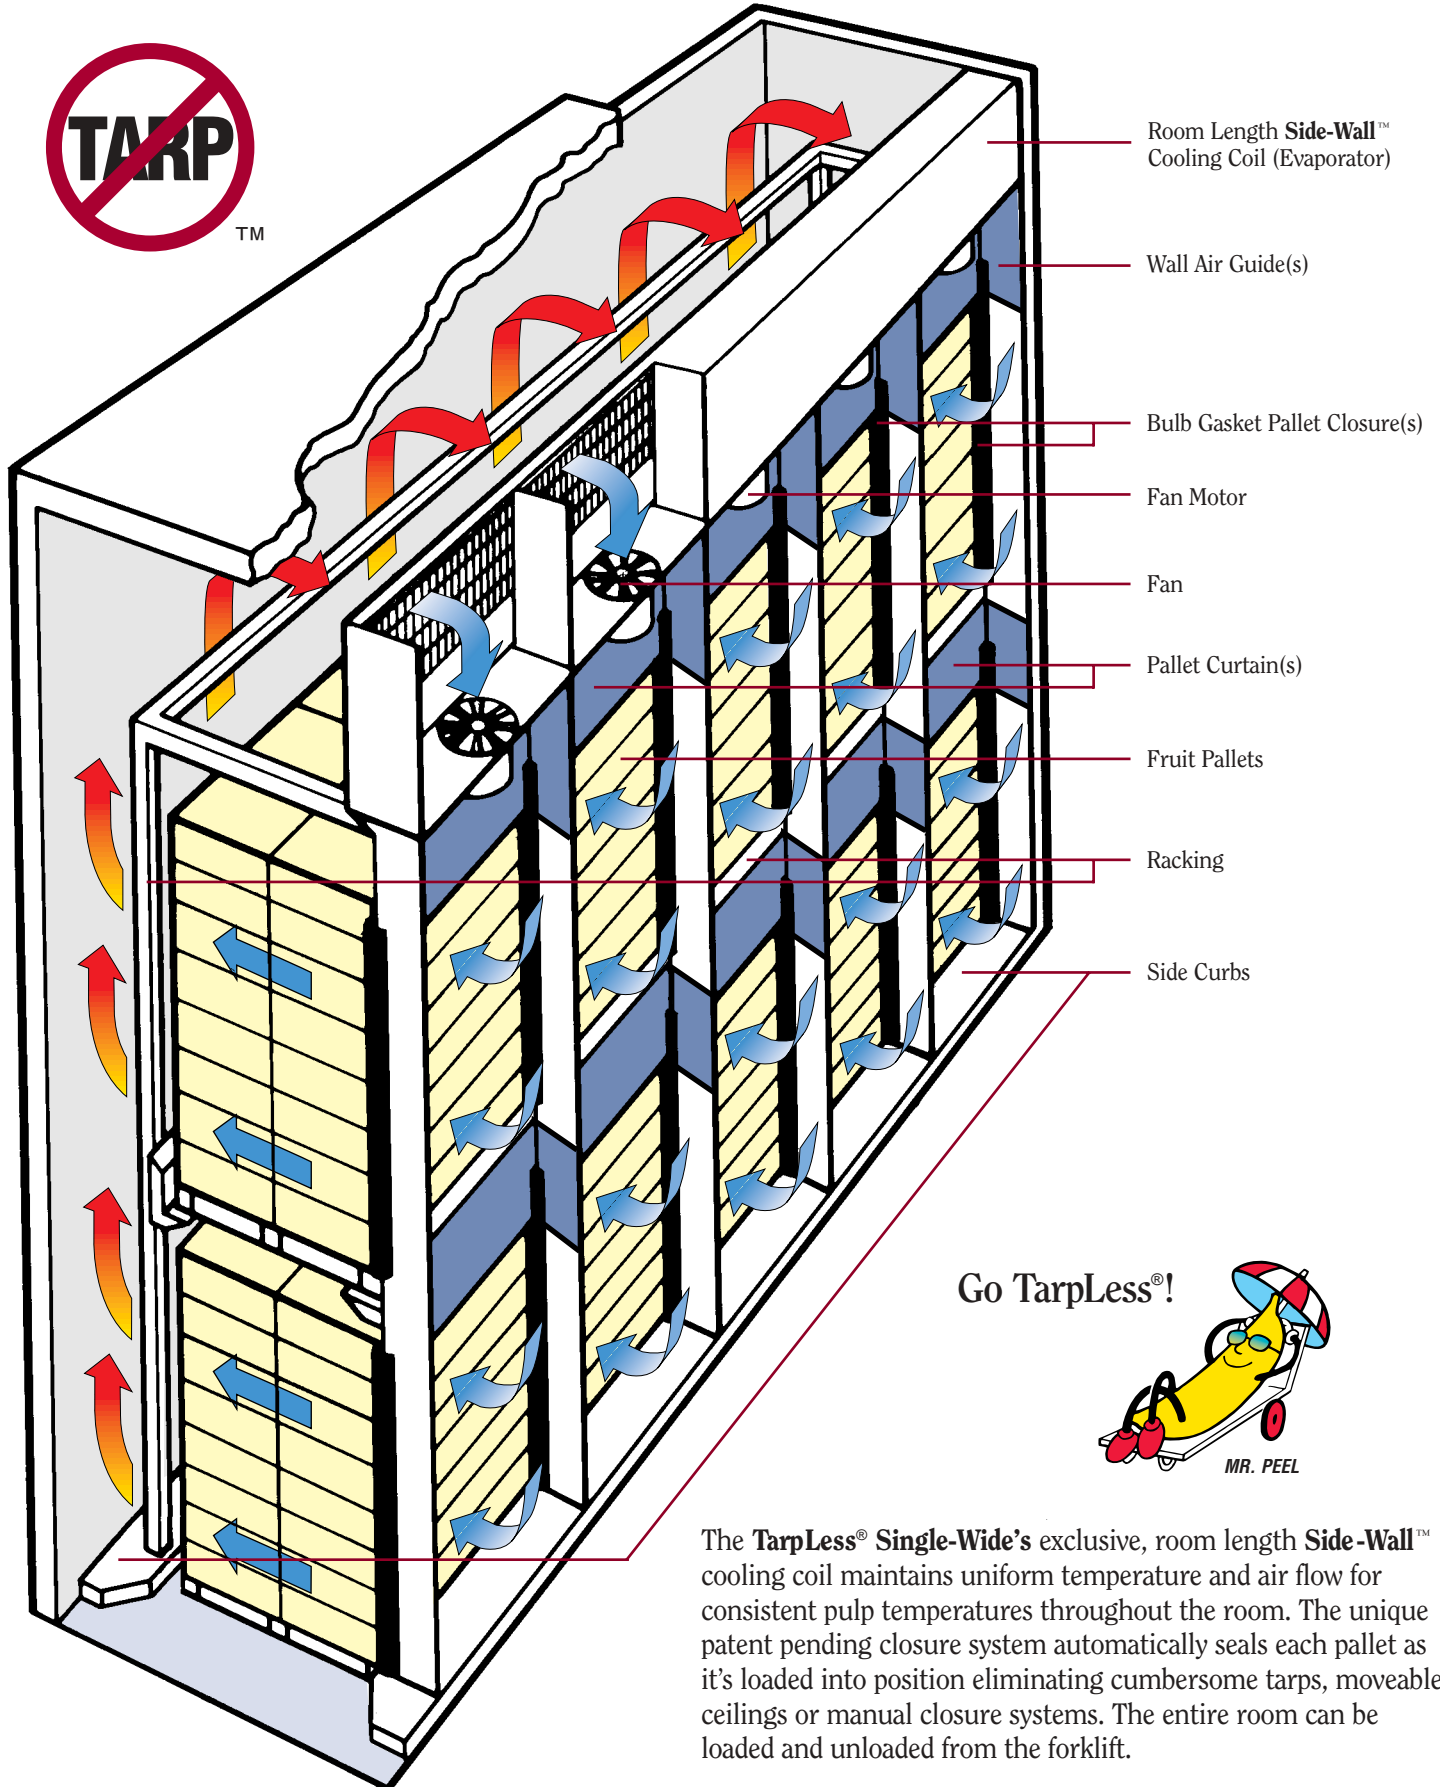 TARP
TM
Room Length Side-Wall™
Cooling Coil (Evaporator)
Wall Air Guide(s)
Bulb Gasket Pallet Closure(s)
Fan Motor
Fan
Pallet Curtain(s)
Fruit Pallets
Racking
Side Curbs
Go TarpLess®!
MR. PEEL
The TarpLess® Single-Wide's exclusive, room length Side-Wall™
cooling coil maintains uniform temperature and air flow for
consistent pulp temperatures throughout the room. The unique
patent pending closure system automatically seals each pallet as
it's loaded into position eliminating cumbersome tarps, moveable
ceilings or manual closure systems. The entire room can be
loaded and unloaded from the forklift.